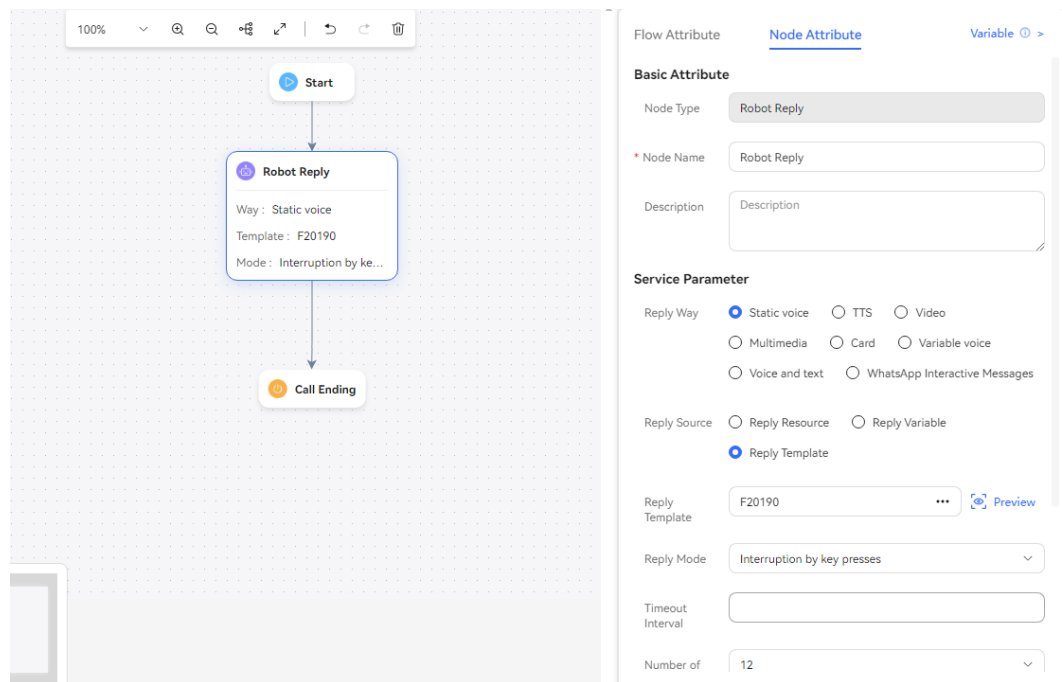 100%
Start
Robot Reply
Way : Static voice
Template : F20190
Mode : Interruption by ke...
Call Ending
Flow Attribute Node Attribute Variable >
Basic Attribute
Node Type Robot Reply
* Node Name Robot Reply
Description Description
Service Parameter
Reply Way Static voice TTS Video
Multimedia Card Variable voice
Voice and text WhatsApp Interactive Messages
Reply Source Reply Resource Reply Variable
Reply Template
Reply Template F20190 ••• Preview
Reply Mode Interruption by key presses
Timeout
Interval
Number of 12